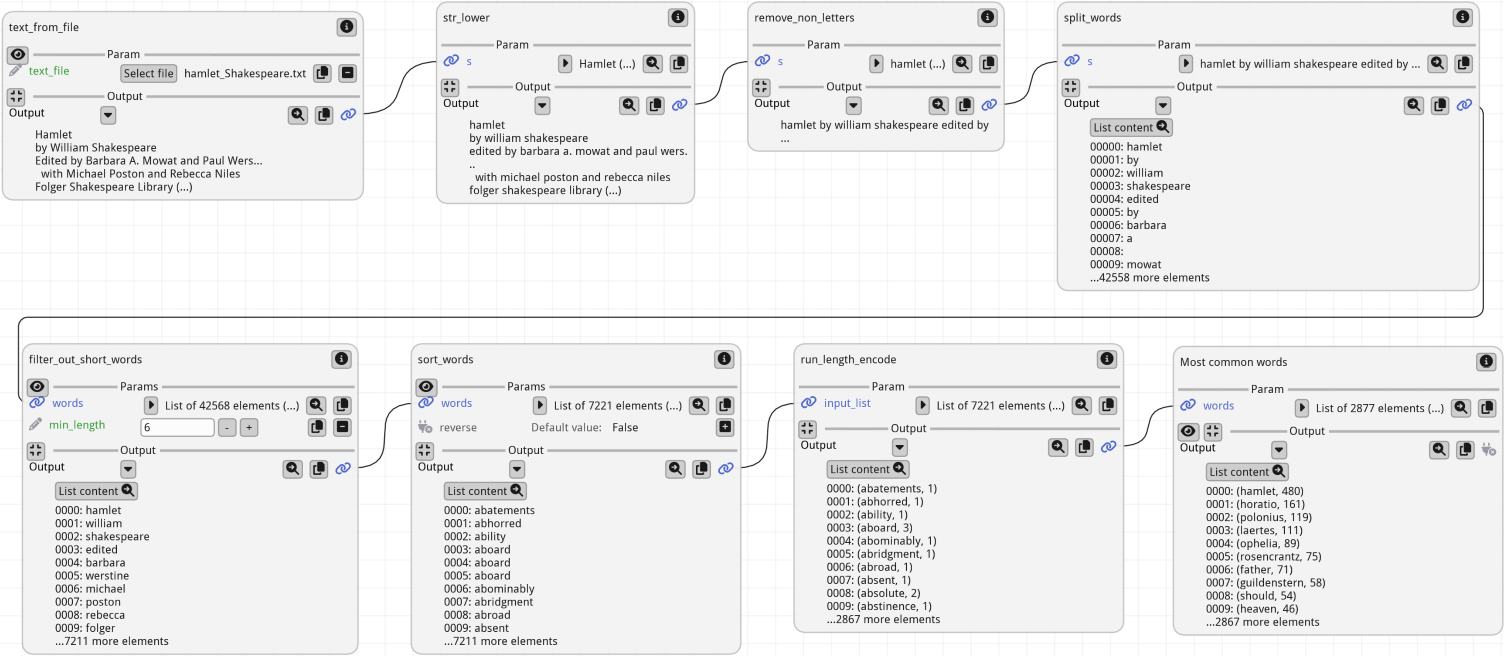 text_from_file
Param
text_file Select file hamlet_Shakespeare.txt
Output
Output
Hamlet
by William Shakespeare
Edited by Barbara A. Mowat and Paul Wers...
with Michael Poston and Rebecca Niles
Folger Shakespeare Library (...)
str_lower
Param
s Hamlet (...)
Output
Output
hamlet
by william shakespeare
edited by barbara a. mowat and paul wers.
..
with michael poston and rebecca niles
folger shakespeare library (...)
remove_non_letters
Param
s hamlet (...)
Output
Output
hamlet by william shakespeare edited by
...
split_words
Param
s hamlet by william shakespeare edited by ...
Output
Output
List content
00000: hamlet
00001: by
00002: william
00003: shakespeare
00004: edited
00005: by
00006: barbara
00007: a
00008:
00009: mowat
...42558 more elements
filter_out_short_words
Params
words List of 42568 elements (...)
min_length 6 - +
Output
Output
List content
0000: hamlet
0001: william
0002: shakespeare
0003: edited
0004: barbara
0005: werstine
0006: michael
0007: poston
0008: rebecca
0009: folger
...7211 more elements
sort_words
Params
words List of 7221 elements (...)
reverse Default value: False
Output
Output
List content
0000: abatements
0001: abhorred
0002: ability
0003: aboard
0004: aboard
0005: aboard
0006: abominably
0007: abridgment
0008: abroad
0009: absent
...7211 more elements
run_length_encode
Param
input_list List of 7221 elements (...)
Output
Output
List content
0000: (abatements, 1)
0001: (abhorred, 1)
0002: (ability, 1)
0003: (aboard, 3)
0004: (abominably, 1)
0005: (abridgment, 1)
0006: (abroad, 1)
0007: (absent, 1)
0008: (absolute, 2)
0009: (abstinence, 1)
...2867 more elements
Most common words
Param
words List of 2877 elements (...)
Output
Output
List content
0000: (hamlet, 480)
0001: (horatio, 161)
0002: (polonius, 119)
0003: (laertes, 111)
0004: (ophelia, 89)
0005: (rosencrantz, 75)
0006: (father, 71)
0007: (guildenstern, 58)
0008: (should, 54)
0009: (heaven, 46)
...2867 more elements